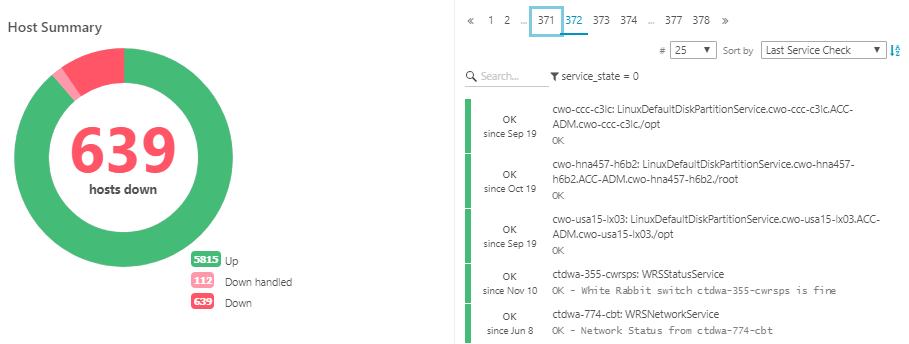 Host Summary
639
hosts down
5815 Up
112 Down handled
639 Down
« 1 2 ... 371 372 373 374 ... 377 378 »
# 25 Sort by Last Service Check
Search... service_state = 0
OK
since Sep 19
cwo-ccc-c3lc: LinuxDefaultDiskPartitionService.cwo-ccc-c3lc.ACC-
ADM.cwo-ccc-c3lc./opt
OK
OK
since Oct 19
cwo-hna457-h6b2: LinuxDefaultDiskPartitionService.cwo-hna457-
h6b2.ACC-ADM.cwo-hna457-h6b2./root
OK
OK
since Sep 19
cwo-usa15-lx03: LinuxDefaultDiskPartitionService.cwo-usa15-lx03.ACC-
ADM.cwo-usa15-lx03./opt
OK
OK
since Nov 10
ctdwa-355-cwrsps: WRSStatusService
OK - White Rabbit switch ctdwa-355-cwrsps is fine
OK
since Jun 8
ctdwa-774-cbt: WRSNetworkService
OK - Network Status from ctdwa-774-cbt